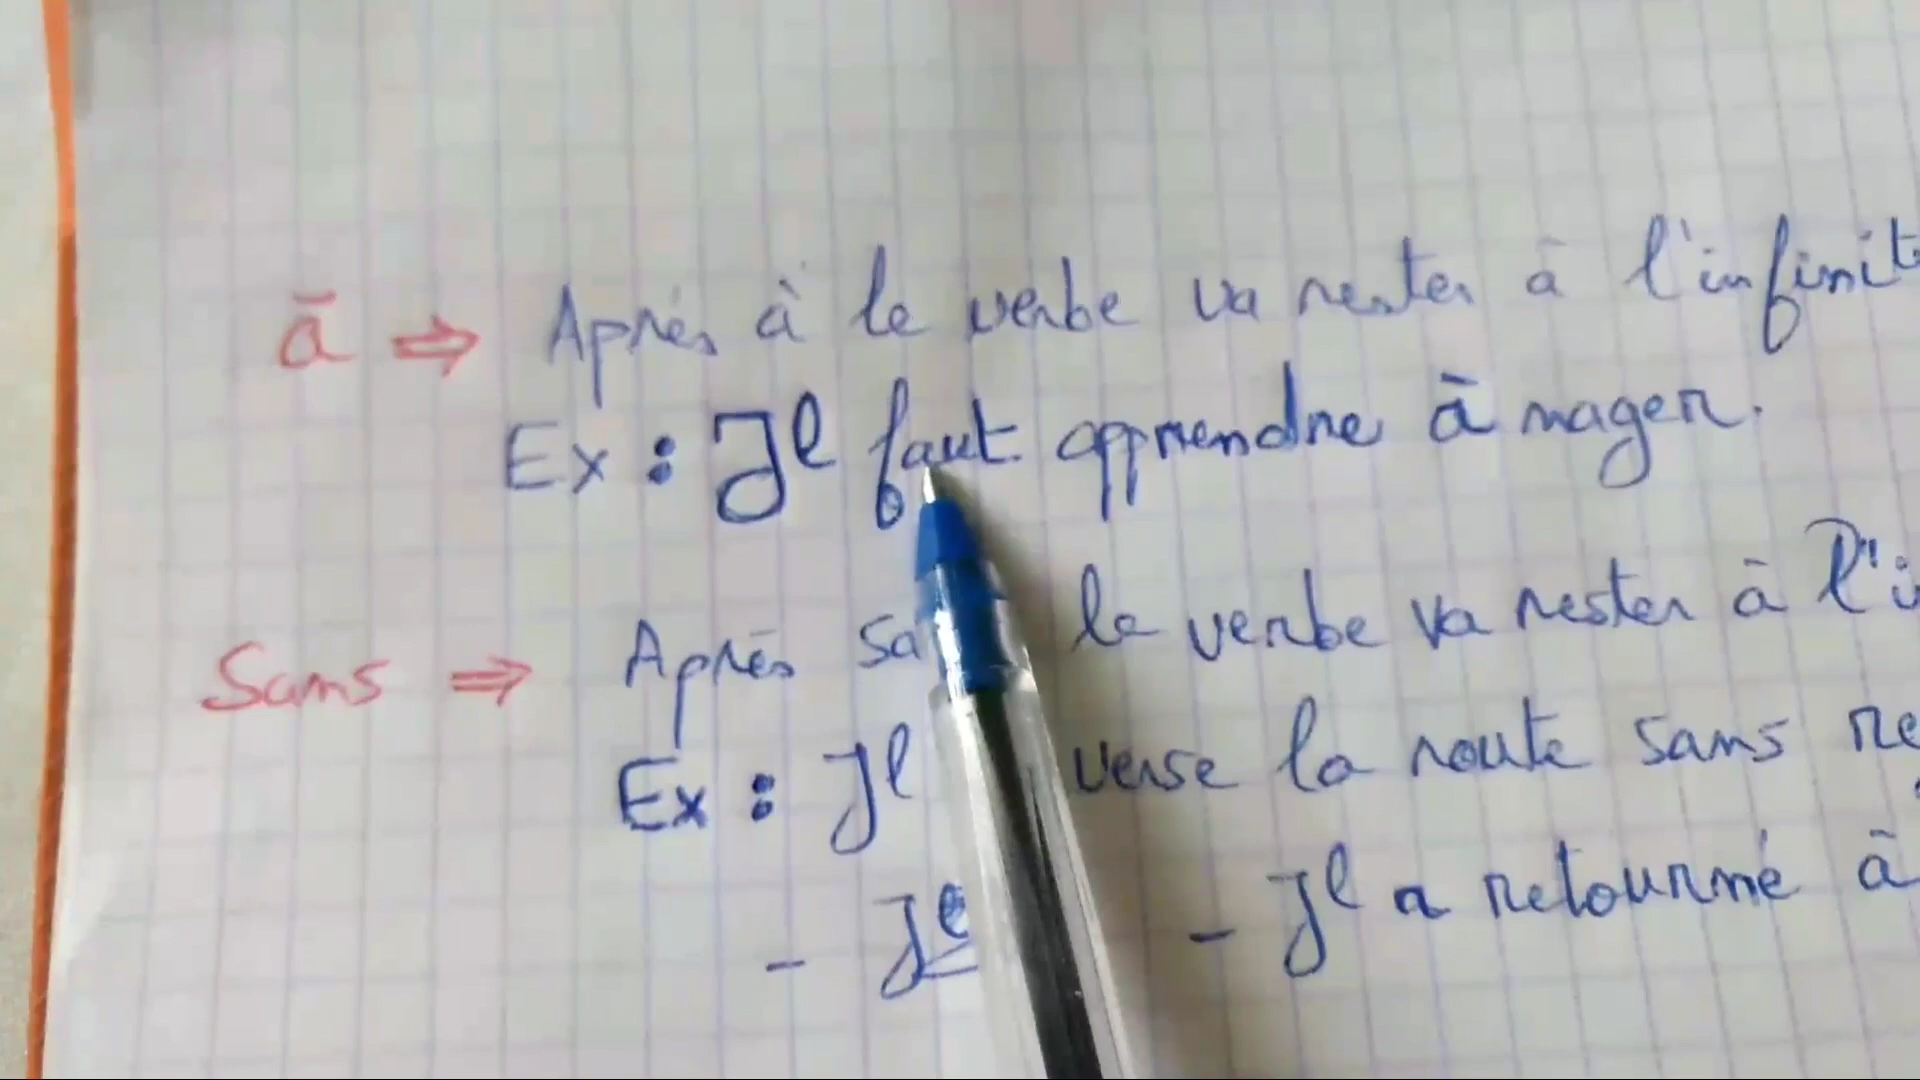 à ⇒ Après à le verbe va rester à l'infinit
Ex : Il faut apprendre à nager.
Sans ⇒ Après sa le verbe va rester à l'i
Ex : Il verse la route sans re
- Il - Il a retourné à